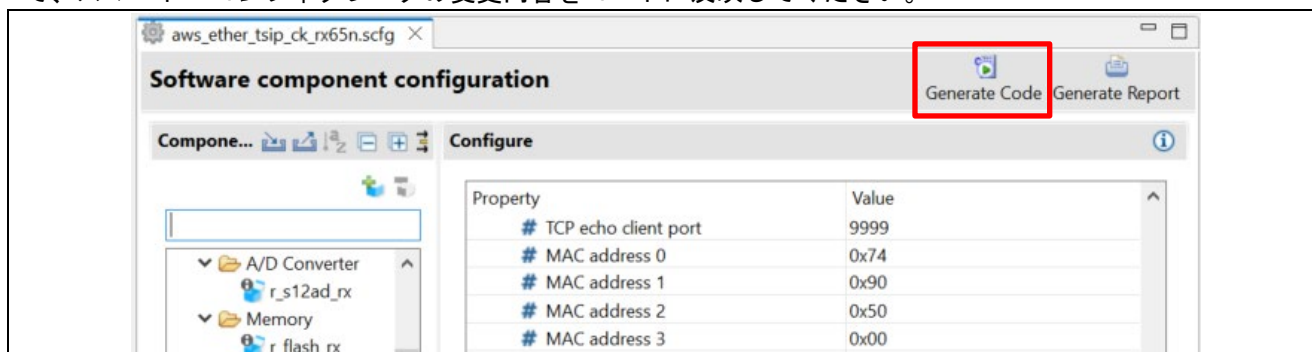 aws_ether_tsip_ck_rx65n.scfg
Software component configuration
Generate Code Generate Report
Compone...
Configure
Property Value
# TCP echo client port 9999
# MAC address 0 0x74
# MAC address 1 0x90
# MAC address 2 0x50
# MAC address 3 0x00
A/D Converter
r_s12ad_rx
Memory
r_flash_rx